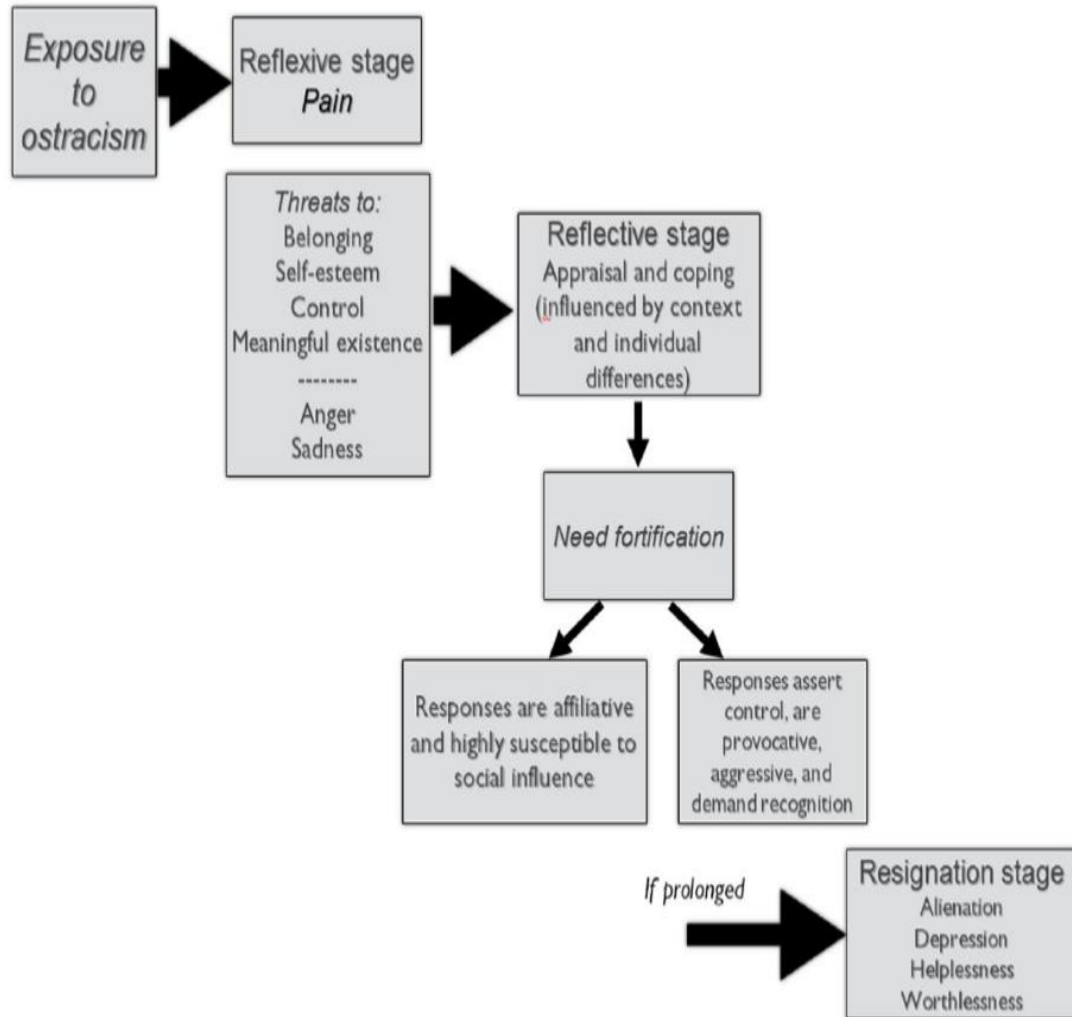 Exposure
to
ostracism
Reflexive stage
Pain
Threats to:
Belonging
Self-esteem
Control
Meaningful existence
--------
Anger
Sadness
Reflective stage
Appraisal and coping
(influenced by context
and individual
differences)
Need fortification
Responses are affiliative
and highly susceptible to
social influence
Responses assert
control, are
provocative,
aggressive, and
demand recognition
If prolonged
Resignation stage
Alienation
Depression
Helplessness
Worthlessness